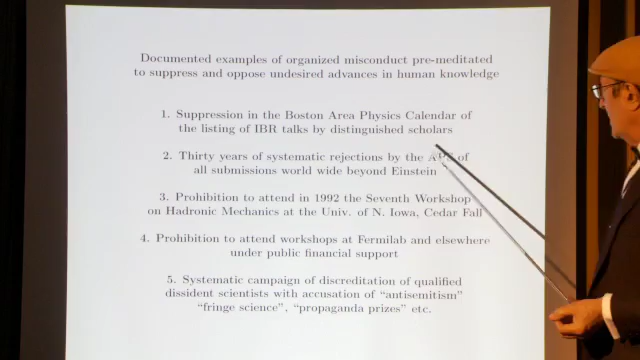 Documented examples of organized misconduct pre-meditated
to suppress and oppose undesired advances in human knowledge
1. Suppression in the Boston Area Physics Calendar of
the listing of IBR talks by distinguished scholars
2. Thirty years of systematic rejections by the APS of
all submissions world wide beyond Einstein
3. Prohibition to attend in 1992 the Seventh Workshop
on Hadronic Mechanics at the Univ. of N. Iowa, Cedar Fall
4. Prohibition to attend workshops at Fermilab and elsewhere
under public financial support
5. Systematic campaign of discreditation of qualified
dissident scientists with accusation of “antisemitism”
“fringe science”, “propaganda prizes” etc.